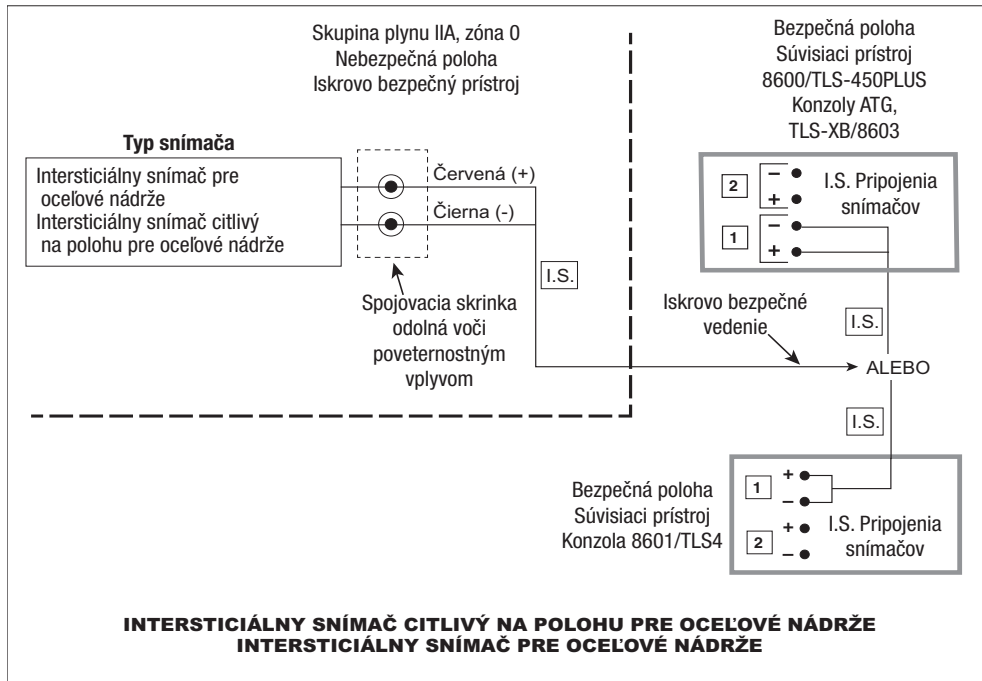 Skupina plynu IIA, zóna 0
Nebezpečná poloha
Iskrovo bezpečný prístroj
Bezpečná poloha
Súvisiaci prístroj
8600/TLS-450PLUS
Konzoly ATG,
TLS-XB/8603
Typ snímača
Intersticiálny snímač pre
oceľové nádrže
Intersticiálny snímač citlivý
na polohu pre oceľové nádrže
Červená (+)
Čierna (-)
I.S.
Spojovacia skrinka
odolná voči
poveternostným
vplyvom
2 − +
1 − +
I.S. Pripojenia
snímačov
Iskrovo bezpečné
vedenie
I.S.
ALEBO
I.S.
Bezpečná poloha
Súvisiaci prístroj
Konzola 8601/TLS4
1 + −
2 + −
I.S. Pripojenia
snímačov
INTERSTICIÁLNY SNÍMAČ CITLIVÝ NA POLOHU PRE OCEĽOVÉ NÁDRŽE
INTERSTICIÁLNY SNÍMAČ PRE OCEĽOVÉ NÁDRŽE